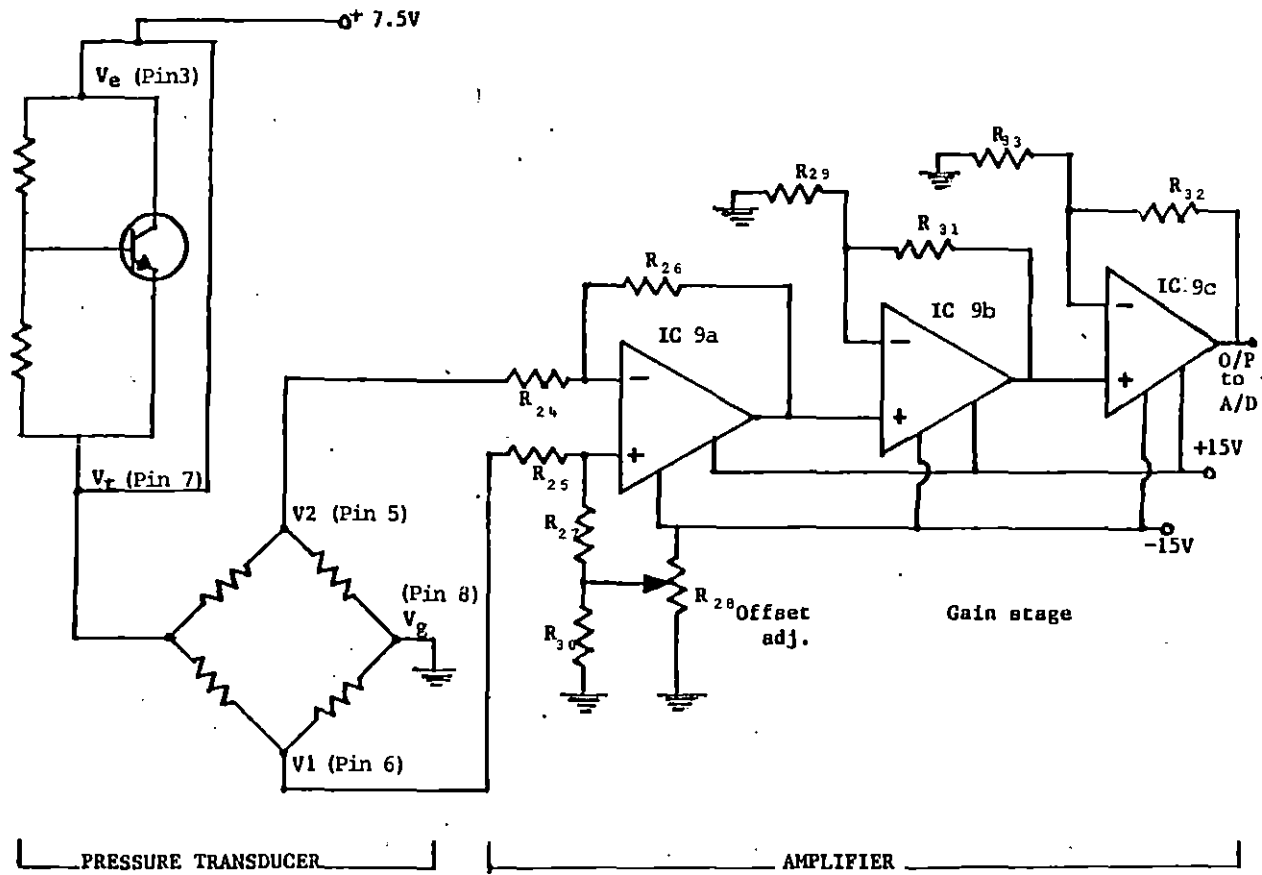 + 7.5V
Ve (Pin3)
R33
R29
R32
R31
R26
IC 9c
IC 9b
IC 9a
O/P
to
A/D
R24
R25
+15V
Vr (Pin 7)
V2 (Pin 5)
R27
-15V
(Pin 8)
Vg
R28
Offset
adj.
Gain stage
R30
V1 (Pin 6)
PRESSURE TRANSDUCER
AMPLIFIER